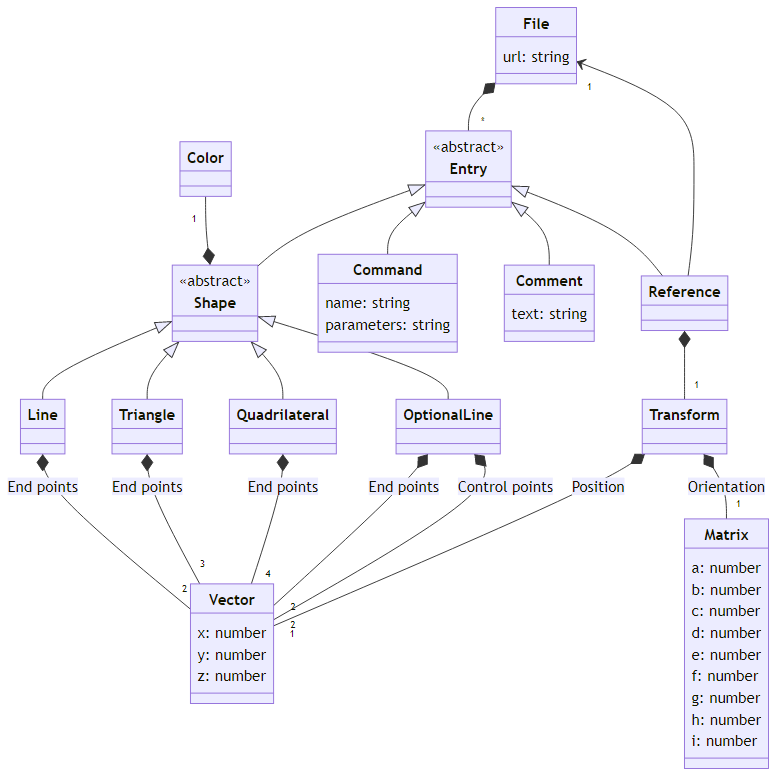 File
url: string
1
*
«abstract»
Entry
Color
1
«abstract»
Shape
Command
name: string
parameters: string
Comment
text: string
Reference
1
Line
Triangle
Quadrilateral
OptionalLine
Transform
End points
End points
End points
End points
Control points
Position
Orientation
1
3
4
2
2
2
1
Vector
x: number
y: number
z: number
Matrix
a: number
b: number
c: number
d: number
e: number
f: number
g: number
h: number
i: number